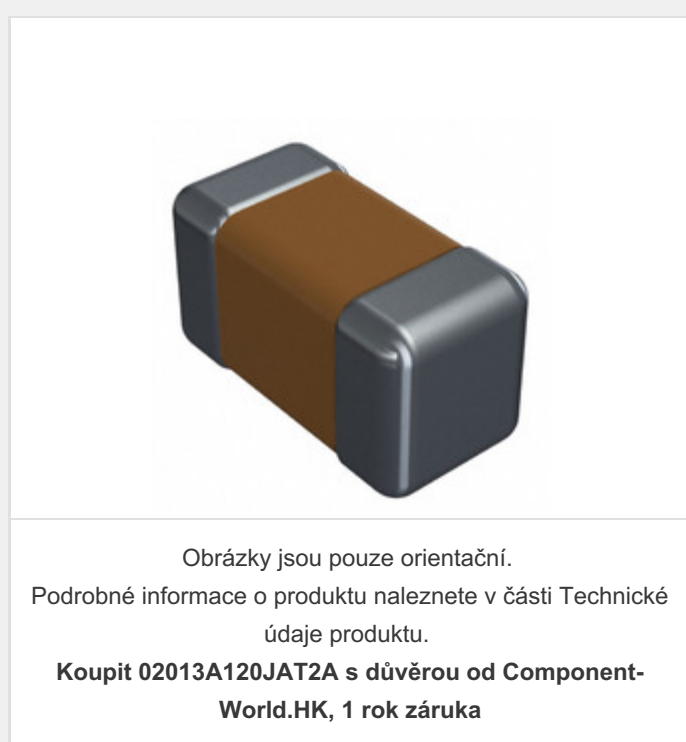 Obrázky jsou pouze orientační.
Podrobné informace o produktu naleznete v části Technické
údaje produktu.
Koupit 02013A120JAT2A s důvěrou od Component-
World.HK, 1 rok záruka